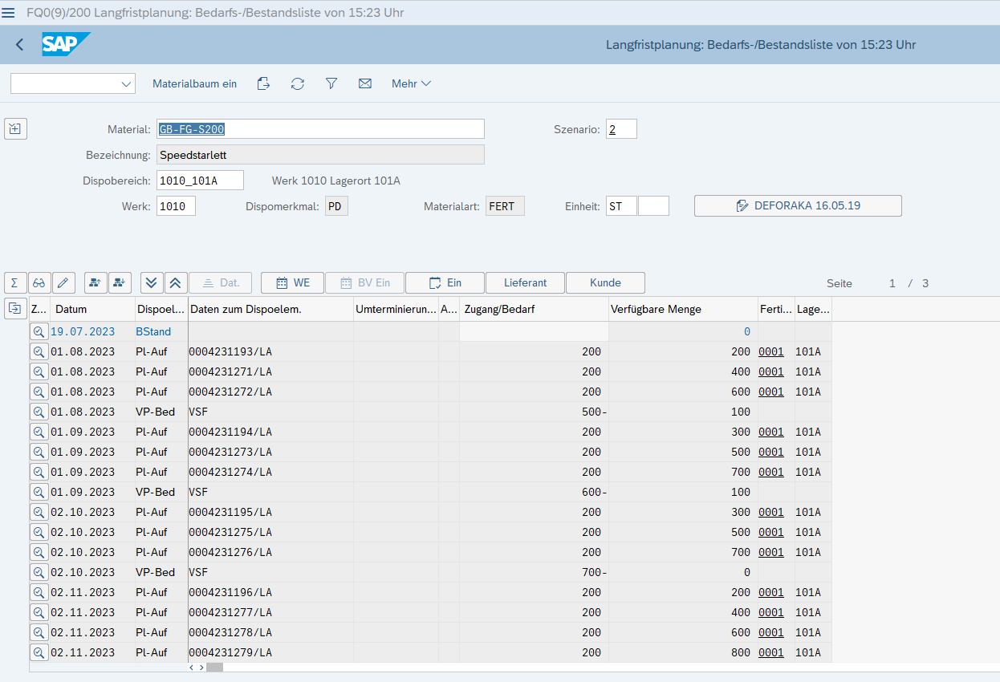 FQ0(9)/200 Langfristplanung: Bedarfs-/Bestandsliste von 15:23 Uhr
SAP Langfristplanung: Bedarfs-/Bestandsliste von 15:23 Uhr
Materialbaum ein Mehr
Material: GB-FG-S200 Szenario: 2
Bezeichnung: Speedstarlett
Dispobereich: 1010_101A Werk 1010 Lagerort 101A
Werk: 1010 Dispomerkmal: PD Materialart: FERT Einheit: ST DEFORAKA 16.05.19
Σ Dat. WE BV Ein Ein Lieferant Kunde Seite 1 / 3
Z... Datum Dispoel... Daten zum Dispoelem. Umterminierun... A... Zugang/Bedarf Verfügbare Menge Ferti... Lage...
19.07.2023 BStand 0
01.08.2023 Pl-Auf 0004231193/LA 200 200 0001 101A
01.08.2023 Pl-Auf 0004231271/LA 200 400 0001 101A
01.08.2023 Pl-Auf 0004231272/LA 200 600 0001 101A
01.08.2023 VP-Bed VSF 500- 100
01.09.2023 Pl-Auf 0004231194/LA 200 300 0001 101A
01.09.2023 Pl-Auf 0004231273/LA 200 500 0001 101A
01.09.2023 Pl-Auf 0004231274/LA 200 700 0001 101A
01.09.2023 VP-Bed VSF 600- 100
02.10.2023 Pl-Auf 0004231195/LA 200 300 0001 101A
02.10.2023 Pl-Auf 0004231275/LA 200 500 0001 101A
02.10.2023 Pl-Auf 0004231276/LA 200 700 0001 101A
02.10.2023 VP-Bed VSF 700- 0
02.11.2023 Pl-Auf 0004231196/LA 200 200 0001 101A
02.11.2023 Pl-Auf 0004231277/LA 200 400 0001 101A
02.11.2023 Pl-Auf 0004231278/LA 200 600 0001 101A
02.11.2023 Pl-Auf 0004231279/LA 200 800 0001 101A